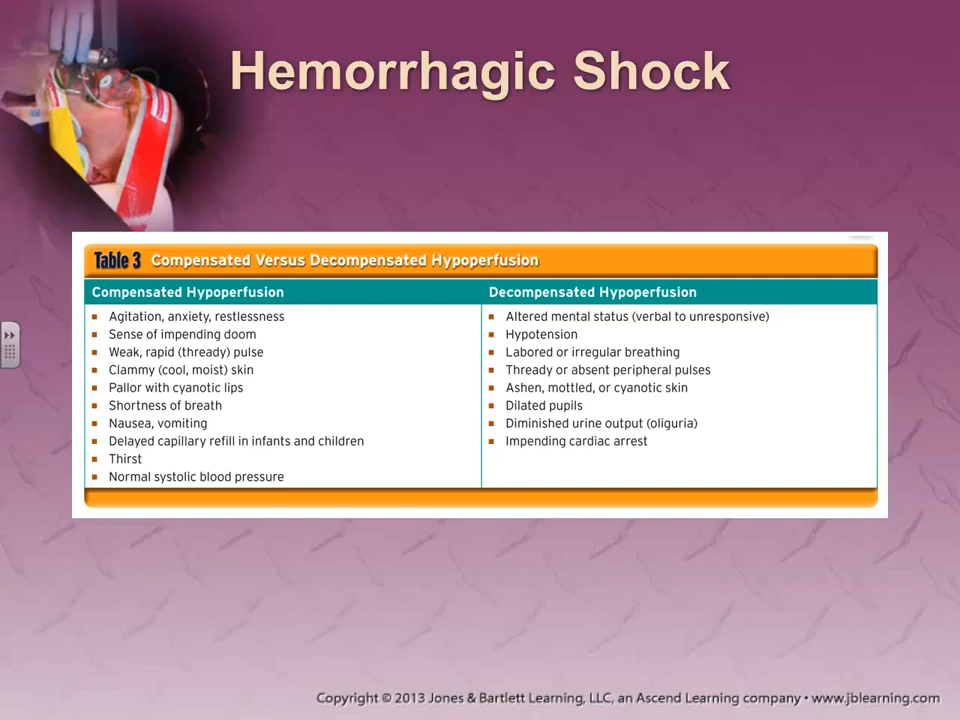 Hemorrhagic Shock
Table 3 Compensated Versus Decompensated Hypoperfusion
Compensated Hypoperfusion
Agitation, anxiety, restlessness
Sense of impending doom
Weak, rapid (thready) pulse
Clammy (cool, moist) skin
Pallor with cyanotic lips
Shortness of breath
Nausea, vomiting
Delayed capillary refill in infants and children
Thirst
Normal systolic blood pressure
Decompensated Hypoperfusion
Altered mental status (verbal to unresponsive)
Hypotension
Labored or irregular breathing
Thready or absent peripheral pulses
Ashen, mottled, or cyanotic skin
Dilated pupils
Diminished urine output (oliguria)
Impending cardiac arrest
Copyright © 2013 Jones & Bartlett Learning, LLC, an Ascend Learning company • www.jblearning.com